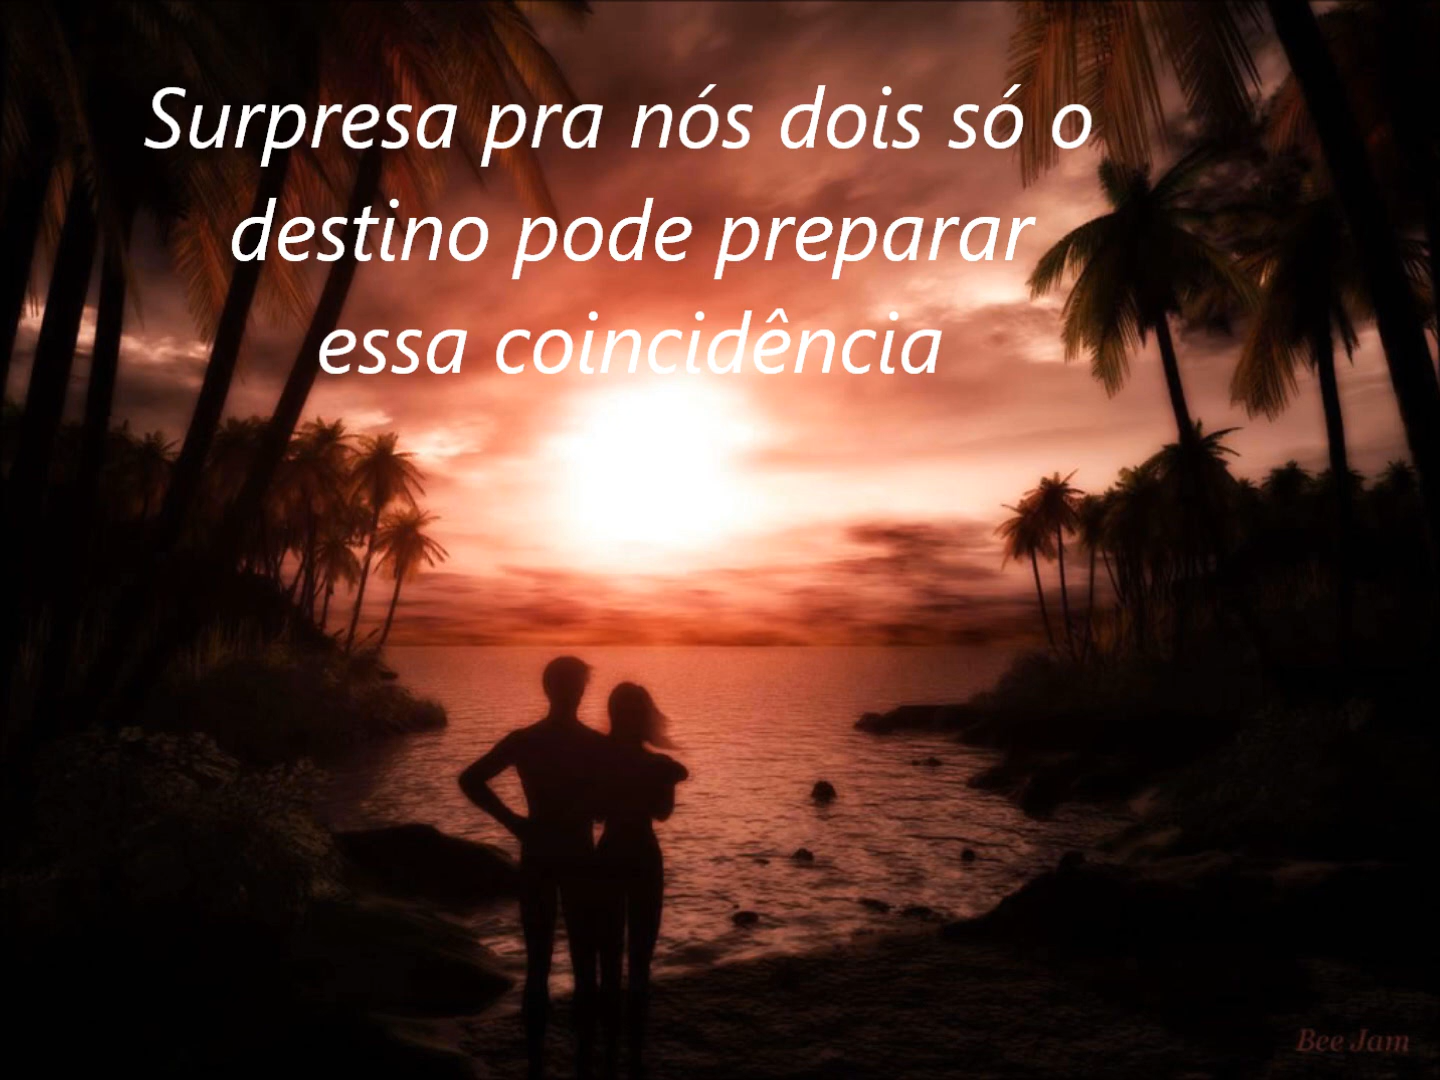 Surpresa pra nós dois só o
destino pode preparar
essa coincidência
Bee Jam